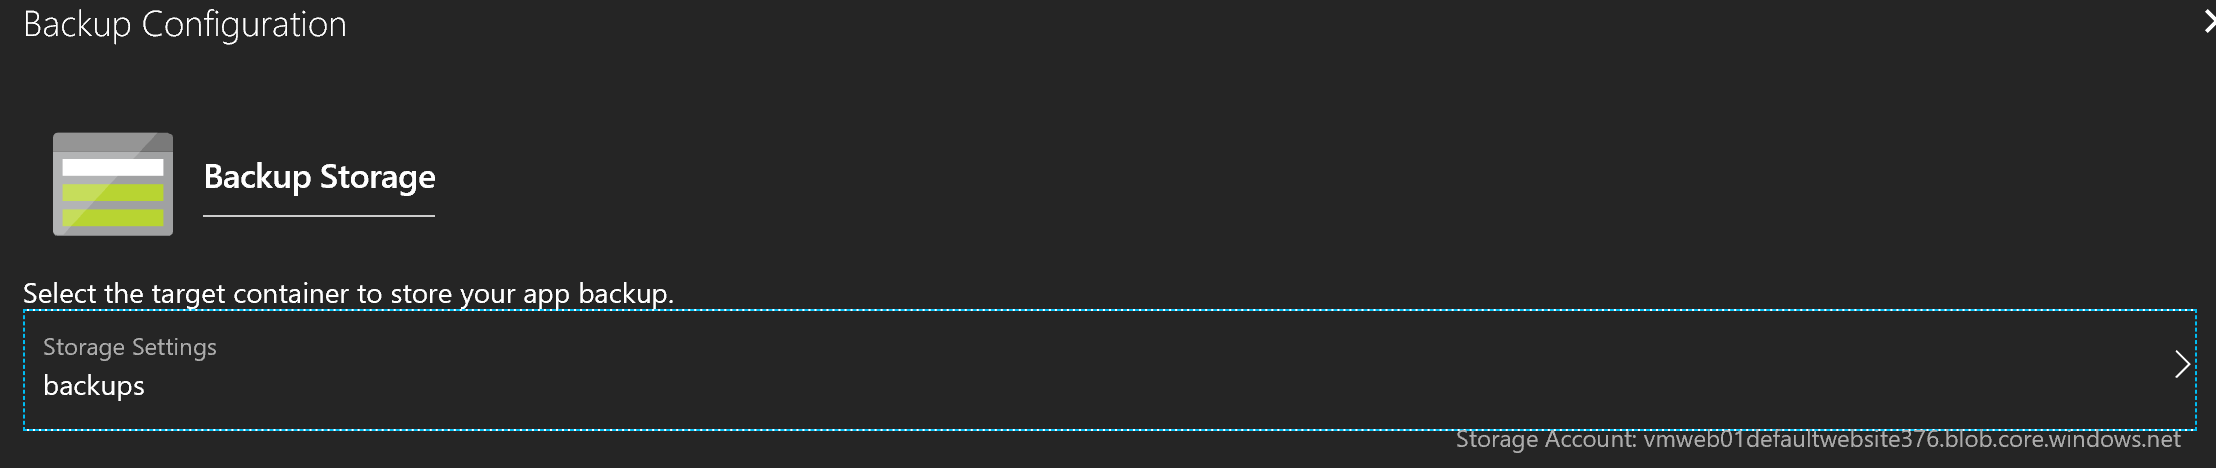 Backup Configuration
Backup Storage
Select the target container to store your app backup.
Storage Settings
backups
Storage Account: vmweb01defaultwebsite376.blob.core.windows.net